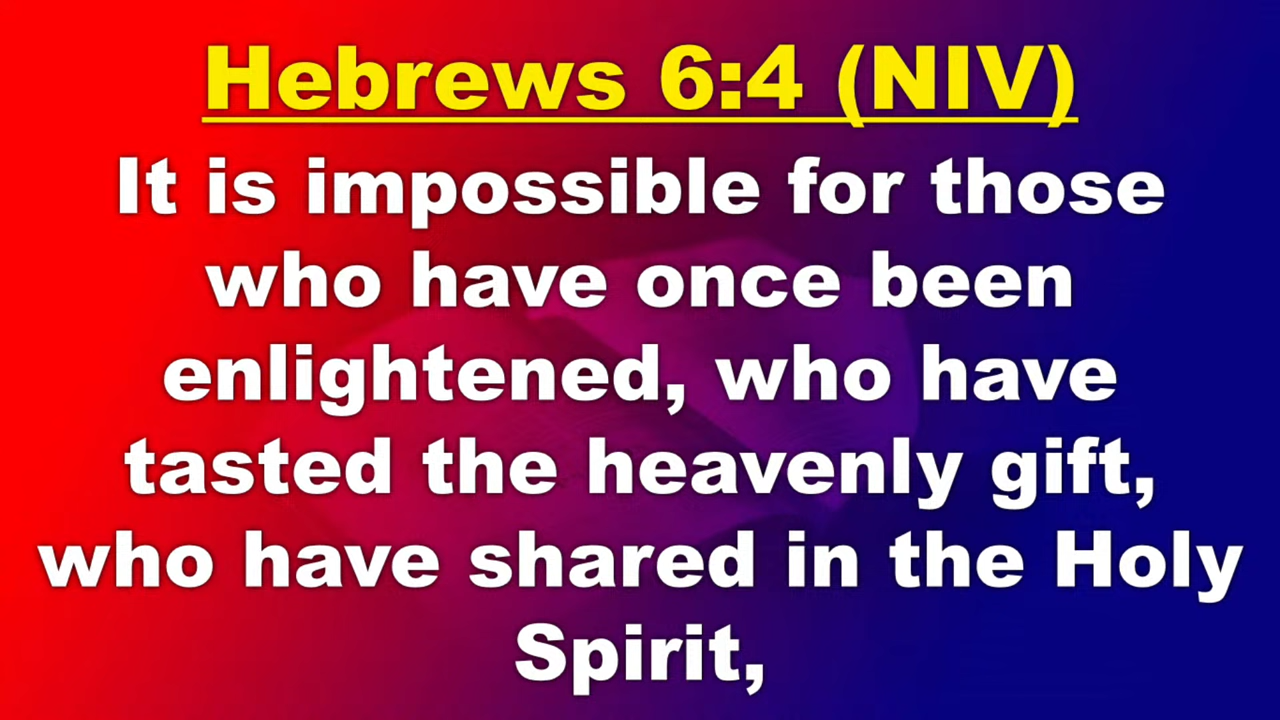 Hebrews 6:4 (NIV)
It is impossible for those
who have once been
enlightened, who have
tasted the heavenly gift,
who have shared in the Holy
Spirit,